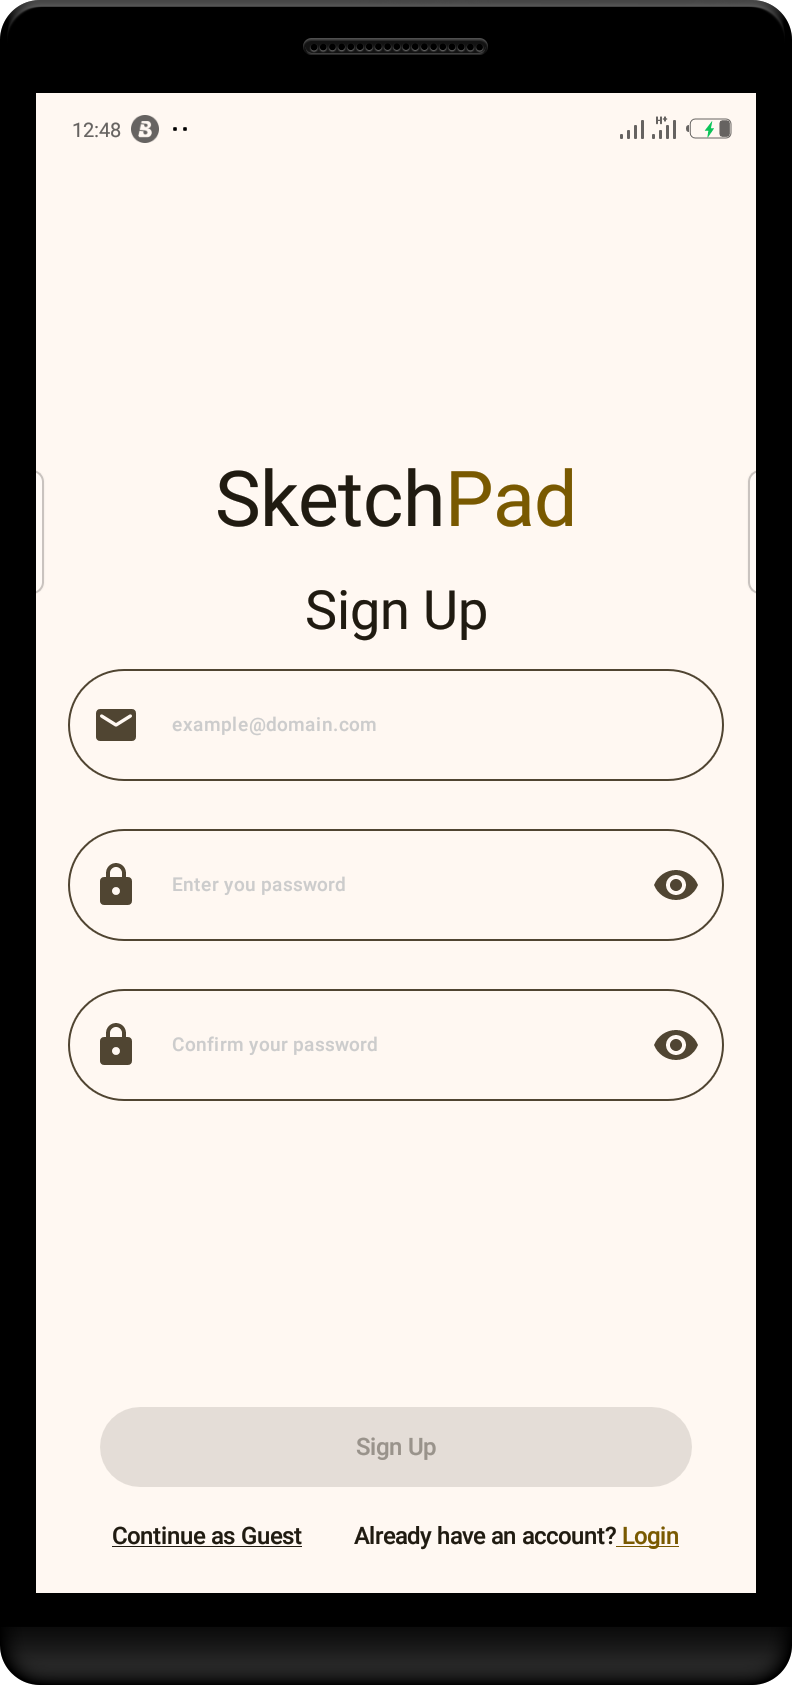 12:48 B
H+
SketchPad
Sign Up
example@domain.com
Enter you password
Confirm your password
Sign Up
Continue as Guest Already have an account? Login